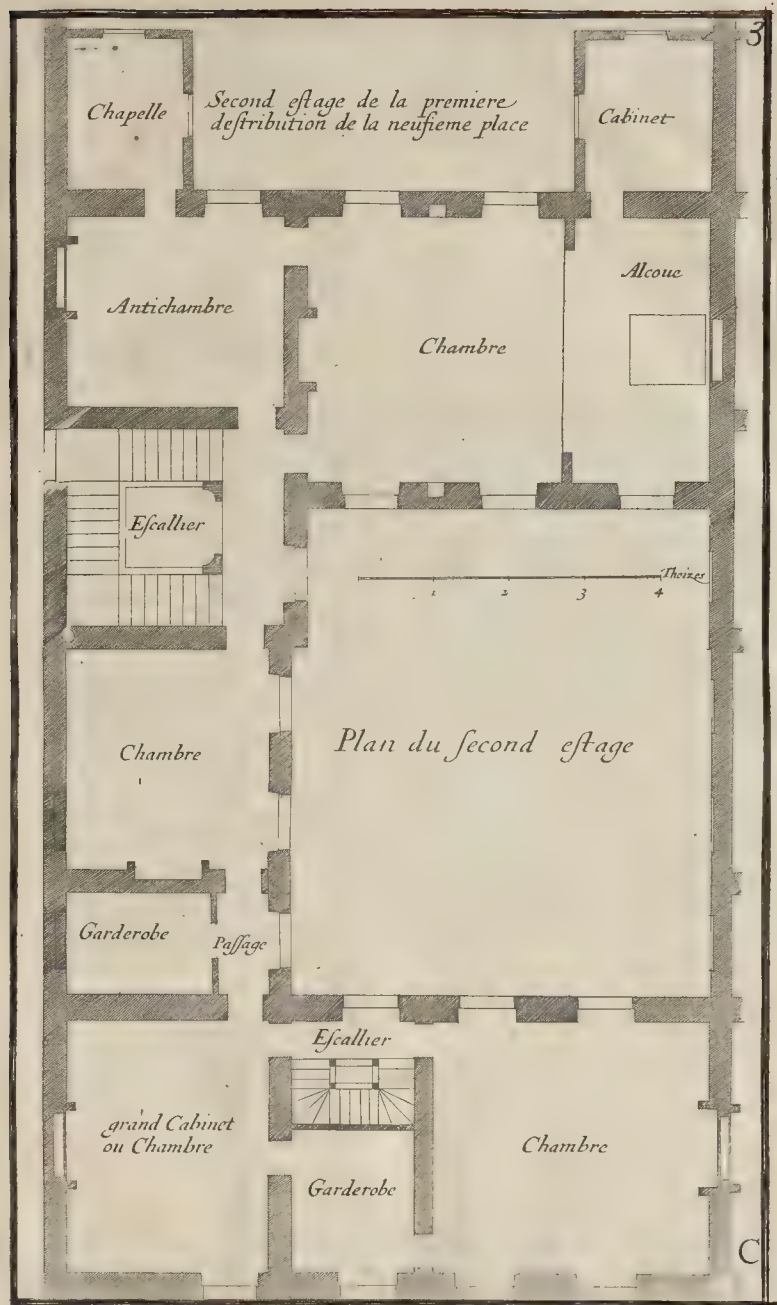 3
Chapelle
Second estage de la premiere
destribution de la neufieme place
Cabinet
Antichambre
Chambre
Alcoue
Escallier
Thoizes
1 2 3 4
Chambre
Plan du second estage
Garderobe
Passage
Escallier
grand Cabinet
ou Chambre
Garderobe
Chambre
C